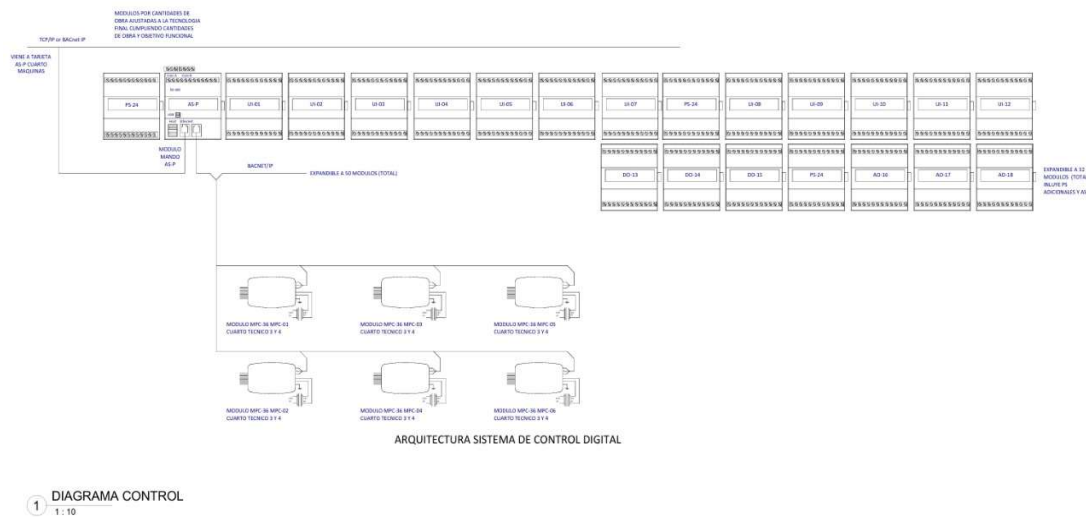 MODULOS POR CANTIDADES DE
OBRA AJUSTADAS A LA TECNOLOGIA
FINAL CUMPLIENDO CANTIDADES
DE OBRA Y OBJETIVO FUNCIONAL
TCP/IP or BACnet IP
VIENE A TARJETA
AS-P CUARTO
MAQUINAS
PS-24
AS-P
UI-01
UI-02
UI-03
UI-04
UI-05
UI-06
UI-07
PS-24
UI-08
UI-09
UI-10
UI-11
UI-12
MODULO
MANDO
AS-P
BACNET/IP
EXPANDIBLE A 50 MODULOS (TOTAL)
DO-13
DO-14
DO-15
PS-24
AO-16
AO-17
AO-18
EXPANDIBLE A 32
MODULOS (TOTAL
INLUYE PS
ADICIONALES Y AS
MODULO MPC-36 MPC-01
CUARTO TECNICO 3 Y 4
MODULO MPC-36 MPC-03
CUARTO TECNICO 3 Y 4
MODULO MPC-36 MPC-05
CUARTO TECNICO 3 Y 4
MODULO MPC-36 MPC-02
CUARTO TECNICO 3 Y 4
MODULO MPC-36 MPC-04
CUARTO TECNICO 3 Y 4
MODULO MPC-36 MPC-06
CUARTO TECNICO 3 Y 4
ARQUITECTURA SISTEMA DE CONTROL DIGITAL
1 DIAGRAMA CONTROL
1 : 10